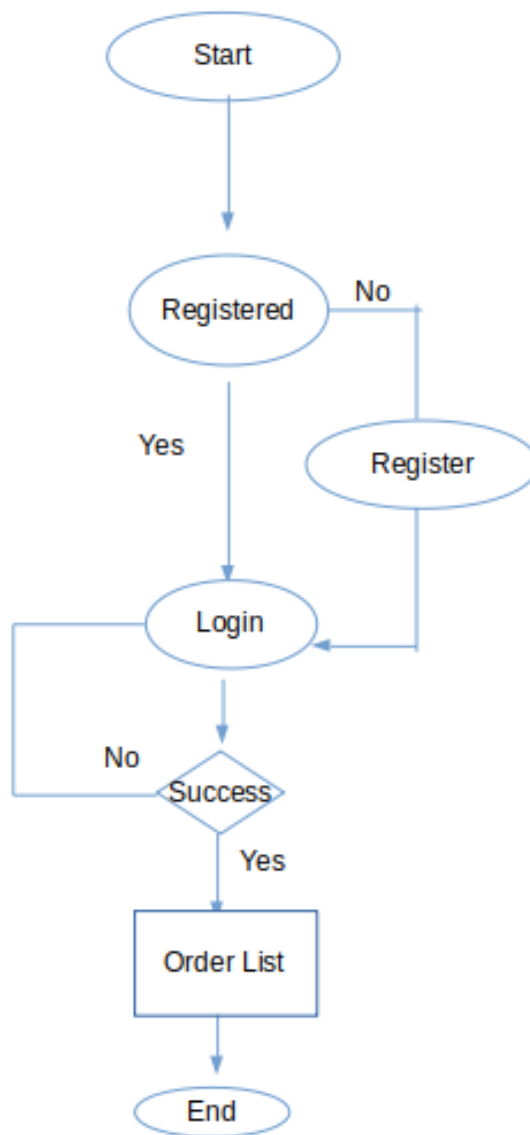 Start
Registered
No
Yes
Register
Login
No
Success
Yes
Order List
End